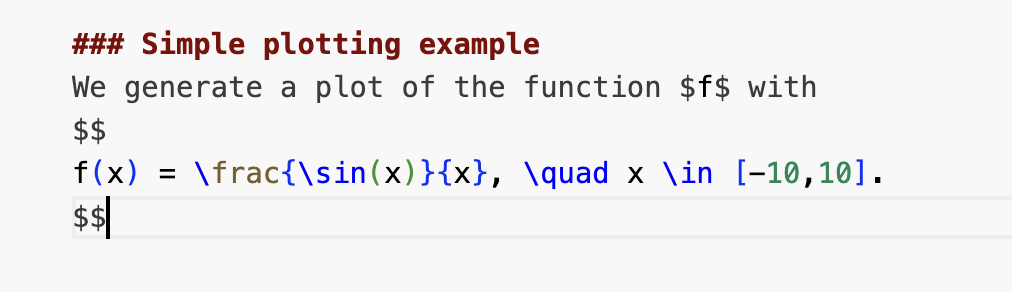 ### Simple plotting example
We generate a plot of the function $f$ with
$$
f(x) = \frac{\sin(x)}{x}, \quad x \in [-10,10].
$$